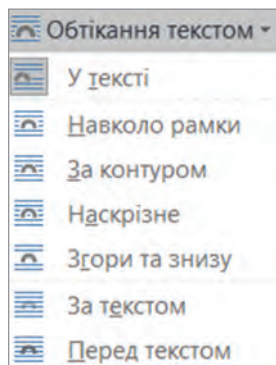 Обтікання текстом
У тексті
Навколо рамки
За контуром
Наскрізне
Згори та знизу
За текстом
Перед текстом